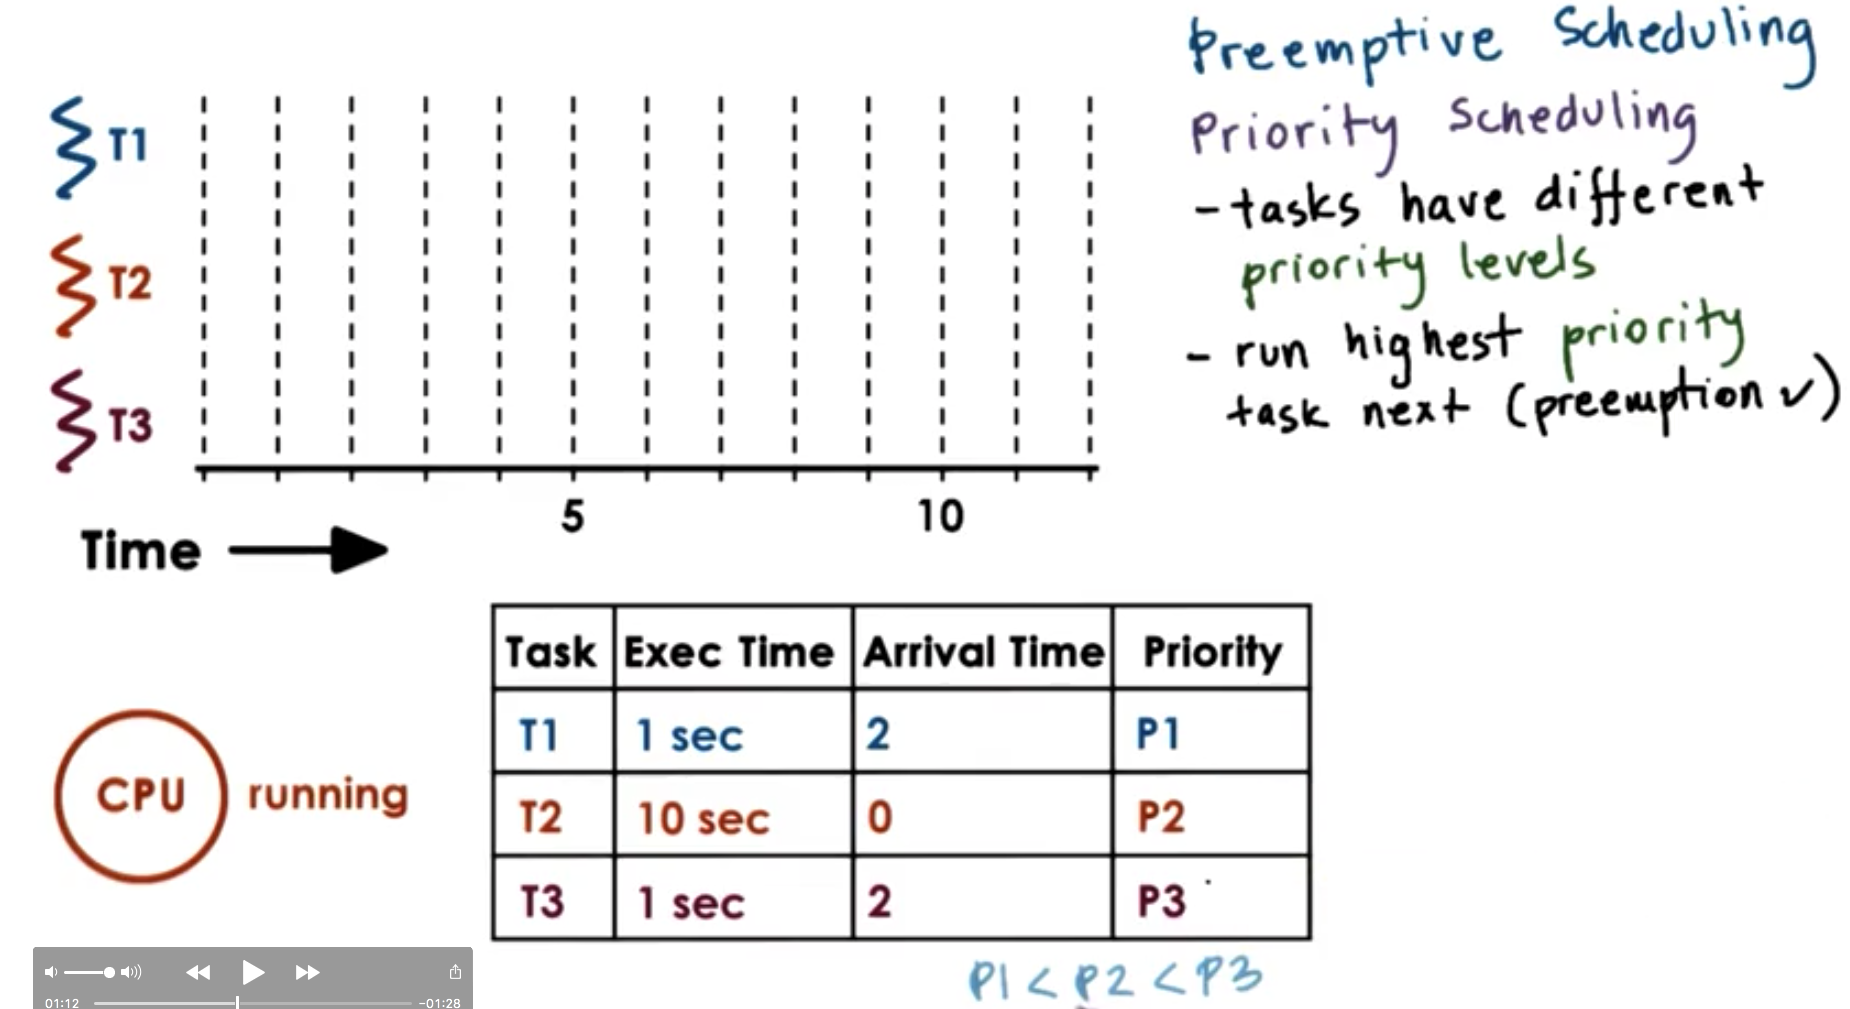 Preemptive Scheduling
Priority Scheduling
- tasks have different
priority levels
- run highest priority
task next (preemption ✓)
T1
T2
T3
5 10
Time
Task Exec Time Arrival Time Priority
T1 1 sec 2 P1
T2 10 sec 0 P2
T3 1 sec 2 P3
P1 < P2 < P3
CPU running
01:12 -01:28